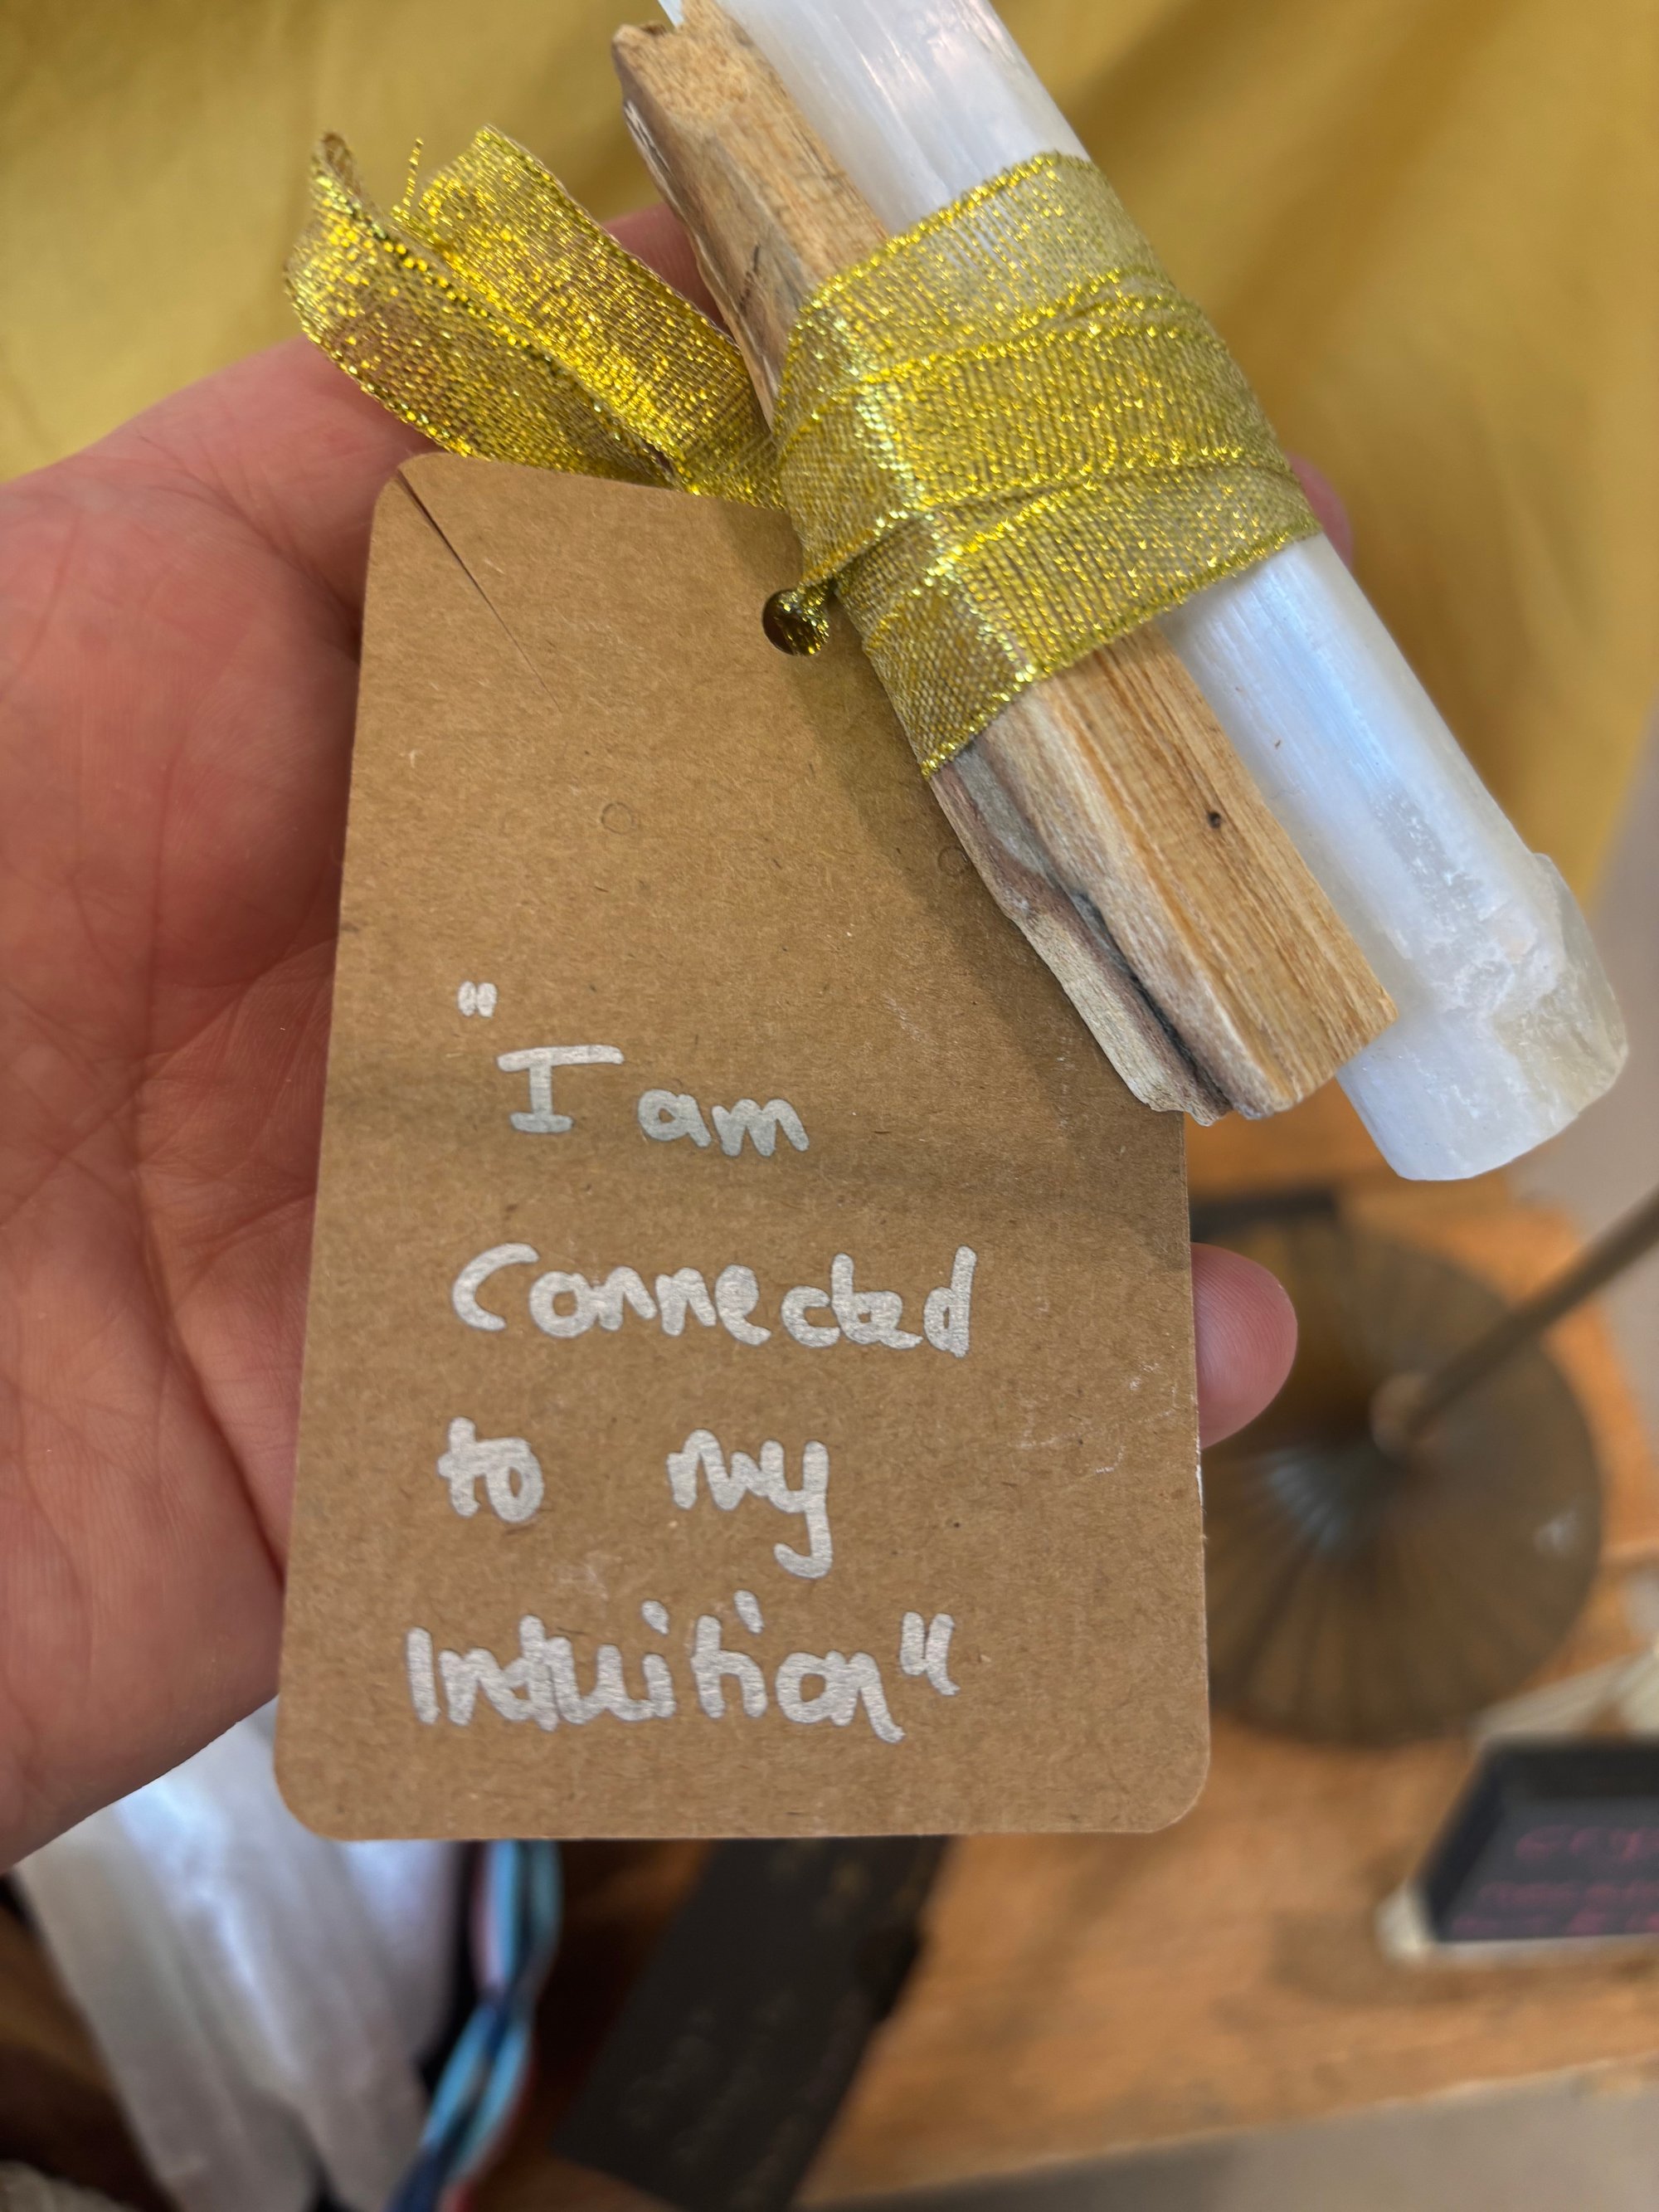 "I am
Connected
to my
Intuition"